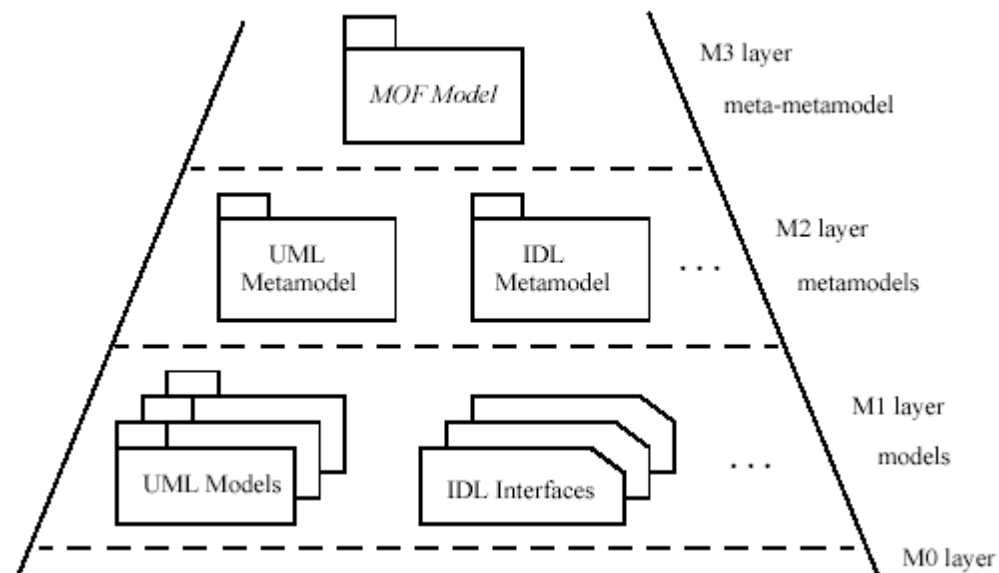 M3 layer
MOF Model
meta-metamodel
M2 layer
UML
Metamodel
IDL
Metamodel
. . .
metamodels
M1 layer
models
UML Models
IDL Interfaces
. . .
M0 layer